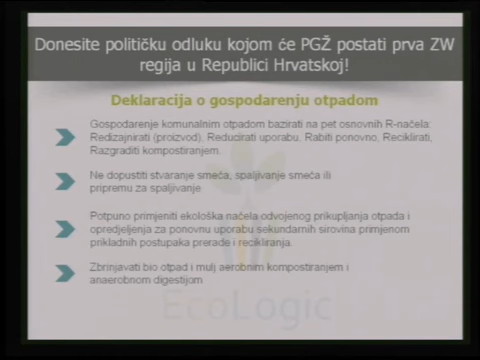 Donesite političku odluku kojom će PGŽ postati prva ZW
regija u Republici Hrvatskoj!
Deklaracija o gospodarenju otpadom
Gospodarenje komunalnim otpadom bazirati na pet osnovnih R-načela:
Redizajnirati (proizvod), Reducirati uporabu, Rabiti ponovno, Reciklirati,
Razgraditi kompostiranjem.
Ne dopustiti stvaranje smeća, spaljivanje smeća ili
pripremu za spaljivanje
Potpuno primjeniti ekološka načela odvojenog prikupljanja otpada i
opredjeljenja za ponovnu uporabu sekundarnih sirovina primjenom
prikladnih postupaka prerade i recikliranja.
Zbrinjavati bio otpad i mulj aerobnim kompostiranjem i
anaerobnom digestijom
EcoLogic